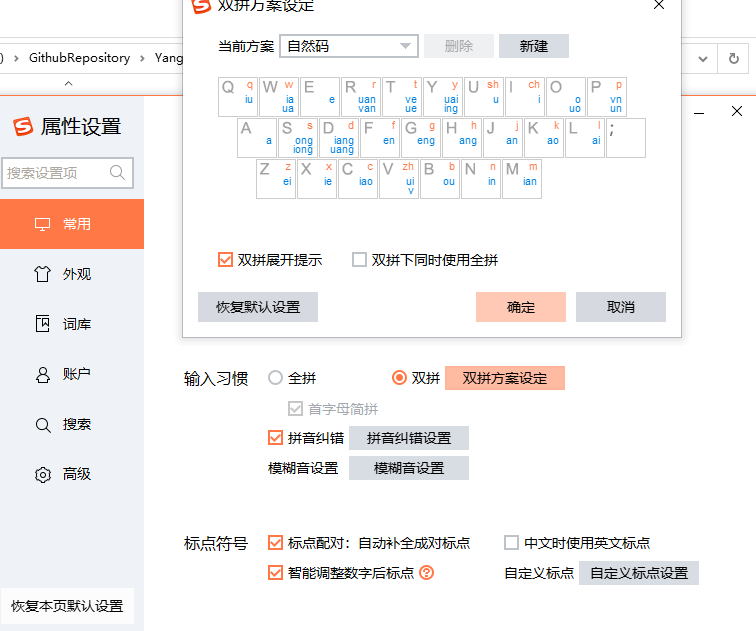 双拼方案设定
当前方案 自然码 删除 新建
GithubRepository Yang
Q q iu W w ia ua E e R r uan van T t ve ue Y y uai ing U sh u I ch i O o uo P p vn un
A a S s ong iong D d iang uang F f en G g eng H h ang J j an K k ao L l ai ;
Z z ei X x ie C c iao V zh ui v B b ou N n in M m ian
双拼展开提示 双拼下同时使用全拼
恢复默认设置 确定 取消
属性设置
搜索设置项
常用
外观
词库
账户
搜索
高级
恢复本页默认设置
输入习惯 全拼 双拼 双拼方案设定
首字母简拼
拼音纠错 拼音纠错设置
模糊音设置 模糊音设置
标点符号 标点配对：自动补全成对标点 中文时使用英文标点
智能调整数字后标点 ? 自定义标点 自定义标点设置